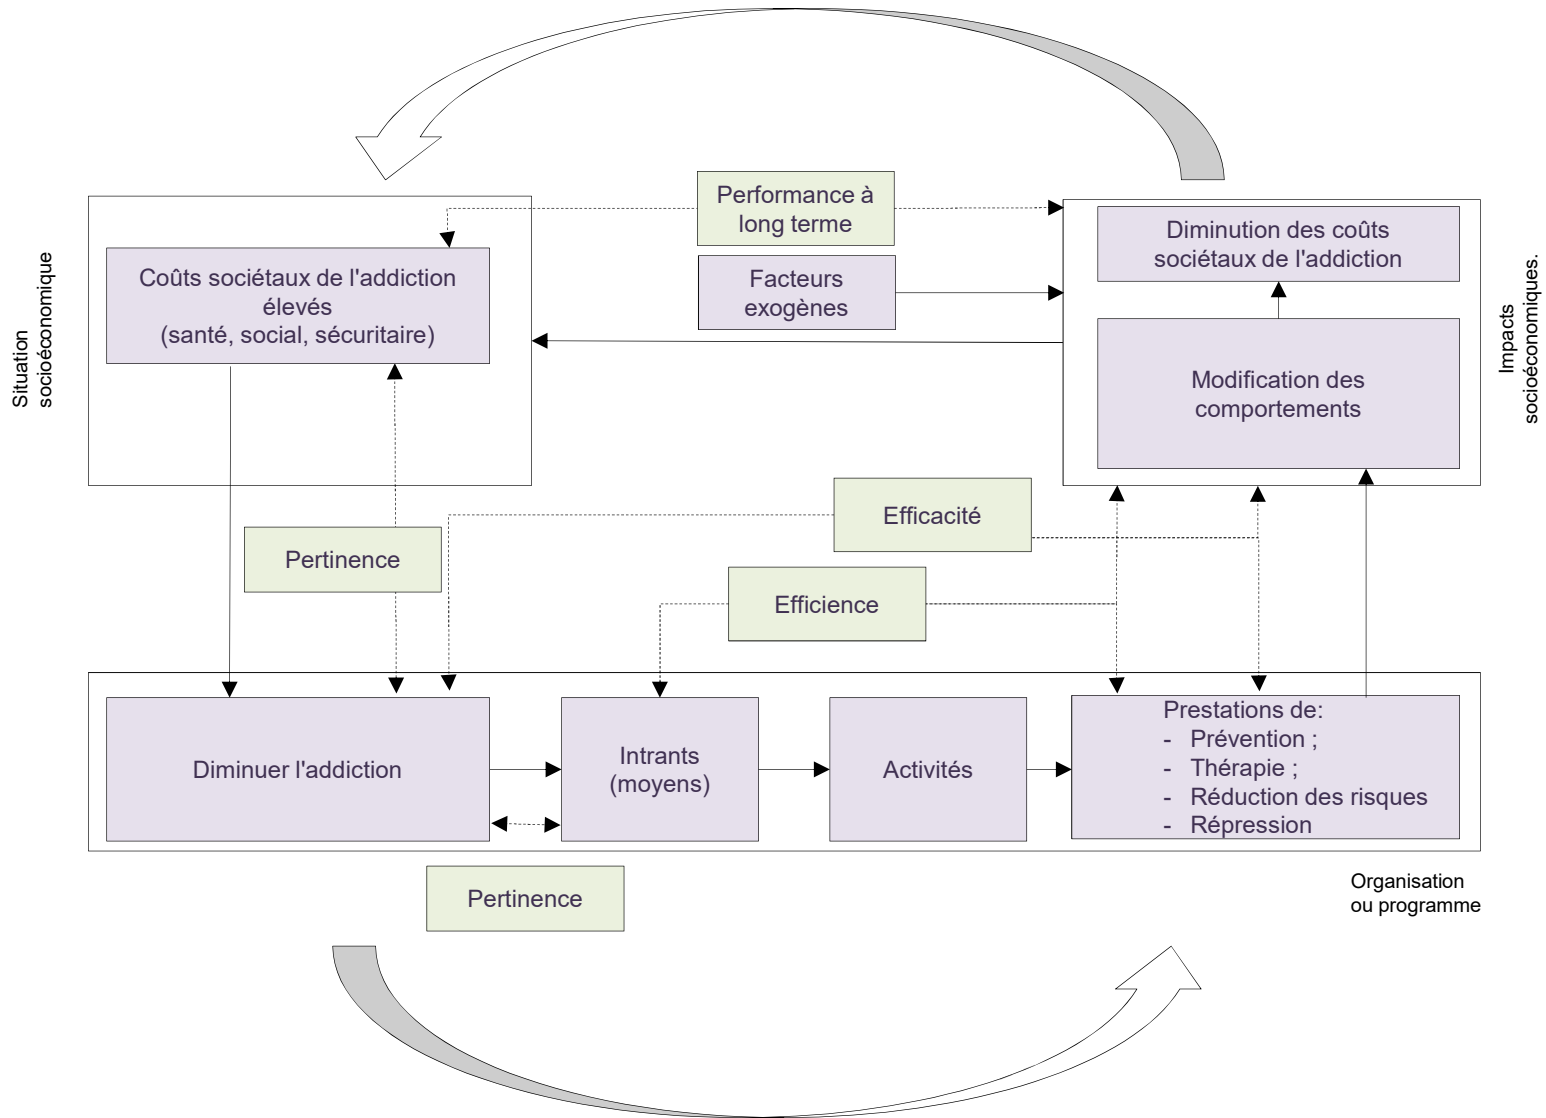 Performance à
long terme
Situation
socioéconomique
Coûts sociétaux de l'addiction
élevés
(santé, social, sécuritaire)
Facteurs
exogènes
Diminution des coûts
sociétaux de l'addiction
Modification des
comportements
Impacts
socioéconomiques.
Efficacité
Pertinence
Efficience
Diminuer l'addiction
Intrants
(moyens)
Activités
Prestations de:
- Prévention ;
- Thérapie ;
- Réduction des risques
- Répression
Pertinence
Organisation
ou programme